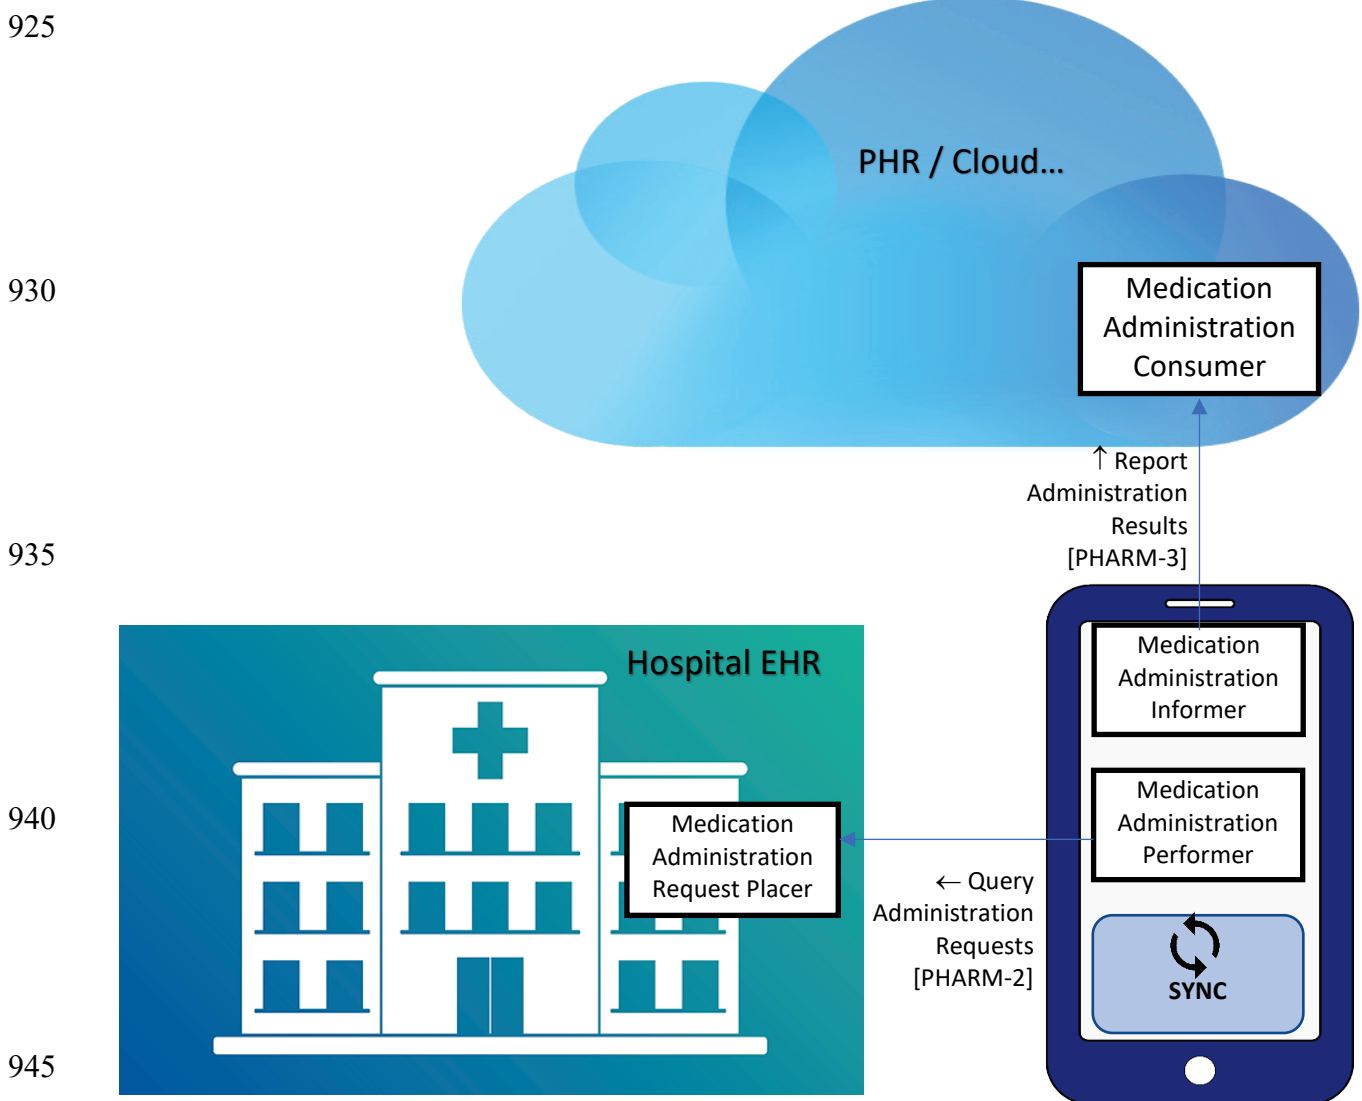 925
PHR / Cloud...
930
Medication
Administration
Consumer
↑ Report
Administration
Results
[PHARM-3]
935
Hospital EHR
Medication
Administration
Informer
940
Medication
Administration
Request Placer
Medication
Administration
Performer
← Query
Administration
Requests
[PHARM-2]
SYNC
945